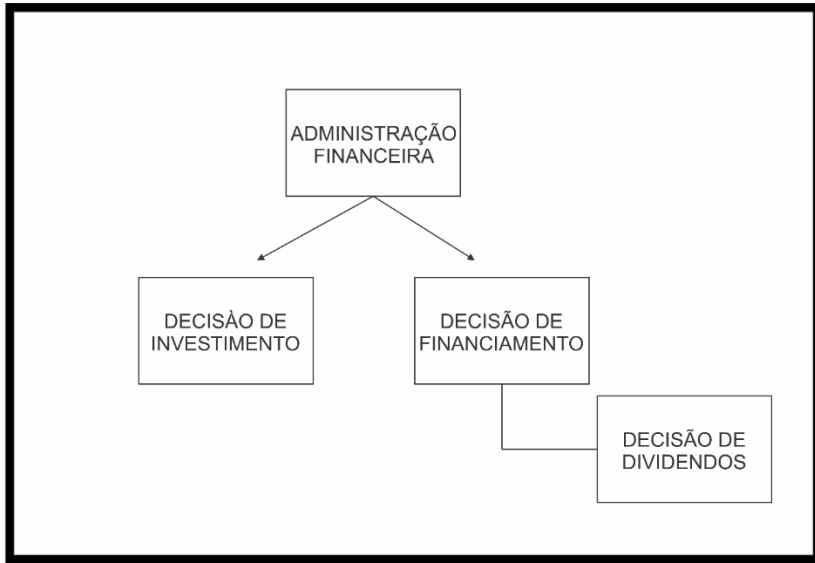 ADMINISTRAÇÃO
FINANCEIRA
DECISÀO DE
INVESTIMENTO
DECISÃO DE
FINANCIAMENTO
DECISÃO DE
DIVIDENDOS